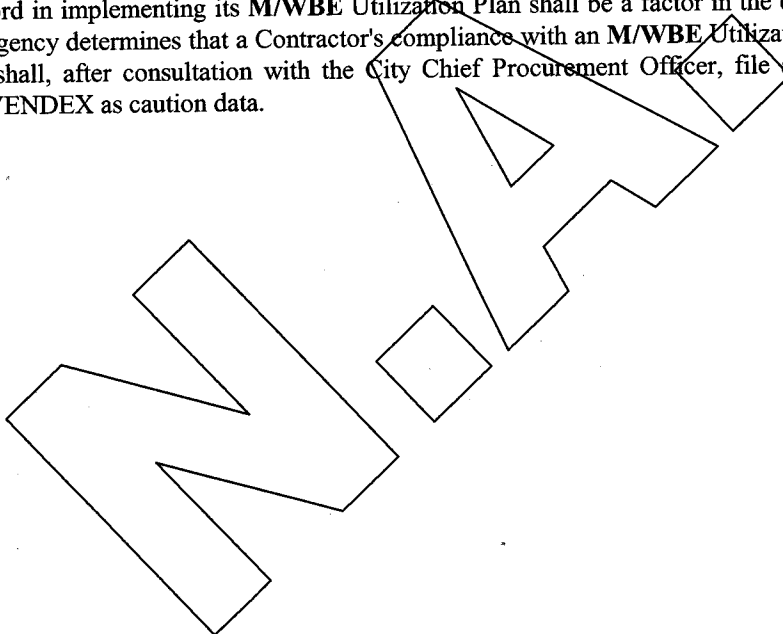 rd in implementing its M/WBE Utilization Plan shall be a factor in the
gency determines that a Contractor's compliance with an M/WBE Utiliza
shall, after consultation with the City Chief Procurement Officer, file
VENDEX as caution data.
N.A.